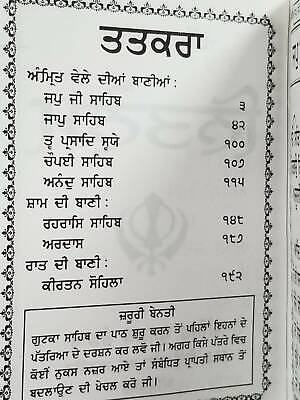 ਤਤਕਰਾ
ਅੰਮ੍ਰਿਤ ਵੇਲੇ ਦੀਆਂ ਬਾਣੀਆਂ :
ਜਪੁ ਜੀ ਸਾਹਿਬ ੩
ਜਾਪੁ ਸਾਹਿਬ ੪੨
ਤ੍ਵ ਪ੍ਰਸਾਦਿ ਸ੍ਵਯੇ ੧੦੦
ਚੌਪਈ ਸਾਹਿਬ ੧੦੭
ਅਨੰਦੁ ਸਾਹਿਬ ੧੧੫
ਸ਼ਾਮ ਦੀ ਬਾਣੀ :
ਰਹਰਾਸਿ ਸਾਹਿਬ ੧੪੮
ਅਰਦਾਸ ੧੮੭
ਰਾਤ ਦੀ ਬਾਣੀ :
ਕੀਰਤਨ ਸੋਹਿਲਾ ੧੯੨
ਜ਼ਰੂਰੀ ਬੇਨਤੀ
ਗੁਟਕਾ ਸਾਹਿਬ ਦਾ ਪਾਠ ਸ਼ੁਰੂ ਕਰਨ ਤੋਂ ਪਹਿਲਾਂ ਇਹਨਾਂ ਦੇ
ਪੱਤਰਿਆਂ ਦੇ ਦਰਸ਼ਨ ਕਰ ਲਵੋ ਜੀ। ਅਗਰ ਕਿਸੇ ਪੱਤਰੇ ਵਿਚ
ਕੋਈ ਨੁਕਸ ਨਜ਼ਰ ਆਏ ਤਾਂ ਸੰਬੰਧਿਤ ਪ੍ਰਾਪਤੀ ਸਥਾਨ ਤੋਂ
ਬਦਲਾਉਣ ਦੀ ਖੇਚਲ ਕਰੋ ਜੀ।